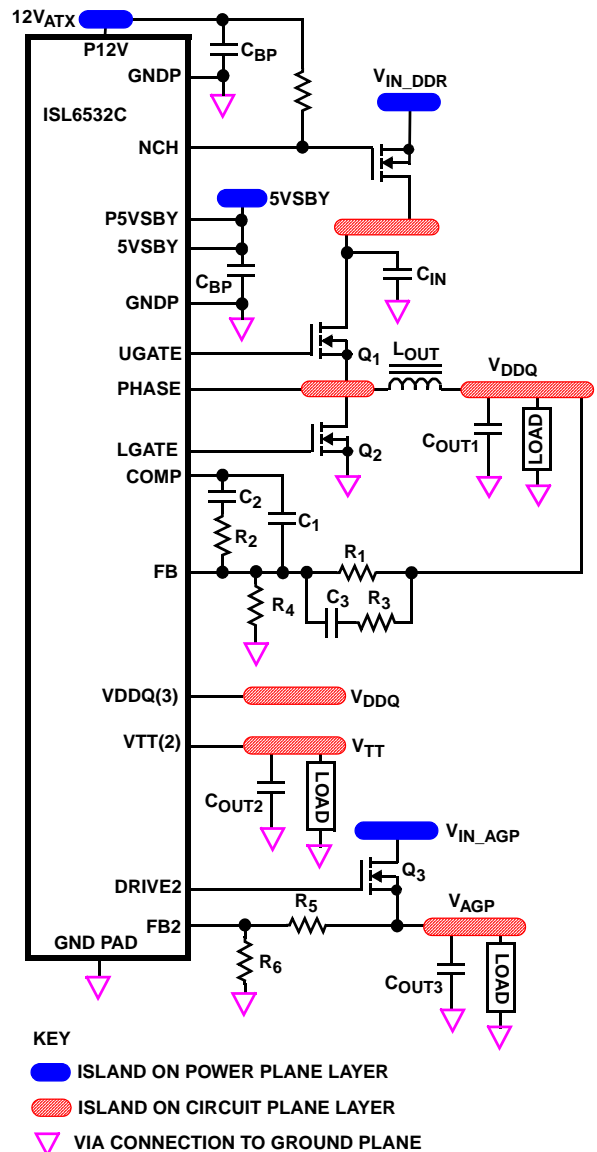 12VATX
P12V
CBP
GNDP
VIN_DDR
ISL6532C
NCH
5VSBY
P5VSBY
5VSBY
CBP
CIN
GNDP
UGATE
Q1
LOUT
VDDQ
PHASE
LGATE
Q2
COUT1
LOAD
COMP
C2
C1
R2
R1
FB
R4
C3
R3
VDDQ(3)
VDDQ
VTT(2)
VTT
COUT2
LOAD
VIN_AGP
Q3
DRIVE2
R5
VAGP
FB2
GND PAD
R6
COUT3
LOAD
KEY
ISLAND ON POWER PLANE LAYER
ISLAND ON CIRCUIT PLANE LAYER
VIA CONNECTION TO GROUND PLANE